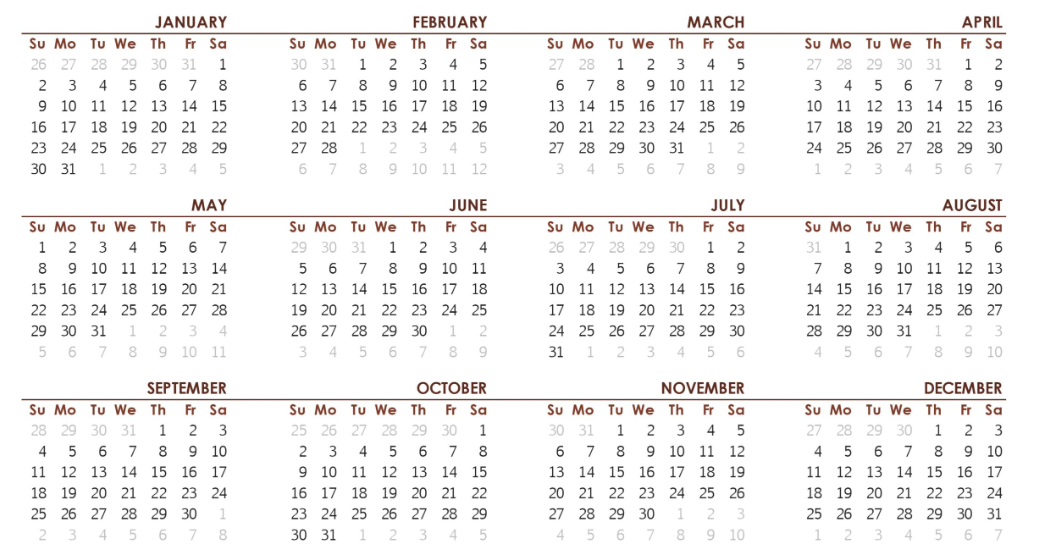 JANUARY FEBRUARY MARCH APRIL
Su Mo Tu We Th Fr Sa Su Mo Tu We Th Fr Sa Su Mo Tu We Th Fr Sa Su Mo Tu We Th Fr Sa
26 27 28 29 30 31 1 30 31 1 2 3 4 5 27 28 1 2 3 4 5 27 28 29 30 31 1 2
2 3 4 5 6 7 8 6 7 8 9 10 11 12 6 7 8 9 10 11 12 3 4 5 6 7 8 9
9 10 11 12 13 14 15 13 14 15 16 17 18 19 13 14 15 16 17 18 19 10 11 12 13 14 15 16
16 17 18 19 20 21 22 20 21 22 23 24 25 26 20 21 22 23 24 25 26 17 18 19 20 21 22 23
23 24 25 26 27 28 29 27 28 1 2 3 4 5 27 28 29 30 31 1 2 24 25 26 27 28 29 30
30 31 1 2 3 4 5 6 7 8 9 10 11 12 3 4 5 6 7 8 9 1 2 3 4 5 6 7
MAY JUNE JULY AUGUST
Su Mo Tu We Th Fr Sa Su Mo Tu We Th Fr Sa Su Mo Tu We Th Fr Sa Su Mo Tu We Th Fr Sa
1 2 3 4 5 6 7 29 30 31 1 2 3 4 26 27 28 29 30 1 2 31 1 2 3 4 5 6
8 9 10 11 12 13 14 5 6 7 8 9 10 11 3 4 5 6 7 8 9 7 8 9 10 11 12 13
15 16 17 18 19 20 21 12 13 14 15 16 17 18 10 11 12 13 14 15 16 14 15 16 17 18 19 20
22 23 24 25 26 27 28 19 20 21 22 23 24 25 17 18 19 20 21 22 23 21 22 23 24 25 26 27
29 30 31 1 2 3 4 26 27 28 29 30 1 2 24 25 26 27 28 29 30 28 29 30 31 1 2 3
5 6 7 8 9 10 11 3 4 5 6 7 8 9 31 1 2 3 4 5 6 4 5 6 7 8 9 10
SEPTEMBER OCTOBER NOVEMBER DECEMBER
Su Mo Tu We Th Fr Sa Su Mo Tu We Th Fr Sa Su Mo Tu We Th Fr Sa Su Mo Tu We Th Fr Sa
28 29 30 31 1 2 3 25 26 27 28 29 30 1 30 31 1 2 3 4 5 27 28 29 30 1 2 3
4 5 6 7 8 9 10 2 3 4 5 6 7 8 6 7 8 9 10 11 12 4 5 6 7 8 9 10
11 12 13 14 15 16 17 9 10 11 12 13 14 15 13 14 15 16 17 18 19 11 12 13 14 15 16 17
18 19 20 21 22 23 24 16 17 18 19 20 21 22 20 21 22 23 24 25 26 18 19 20 21 22 23 24
25 26 27 28 29 30 1 23 24 25 26 27 28 29 27 28 29 30 1 2 3 25 26 27 28 29 30 31
2 3 4 5 6 7 8 30 31 1 2 3 4 5 4 5 6 7 8 9 10 1 2 3 4 5 6 7